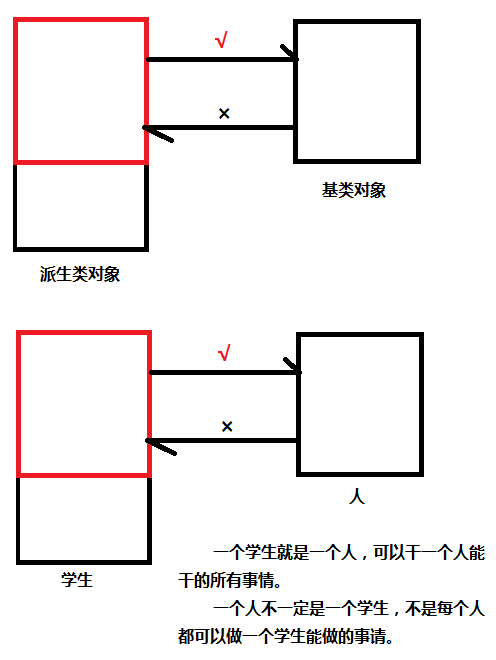 √
×
基类对象
派生类对象
√
×
人
学生
一个学生就是一个人，可以干一个人能
干的所有事情。
一个人不一定是一个学生，不是每个人
都可以做一个学生能做的事请。